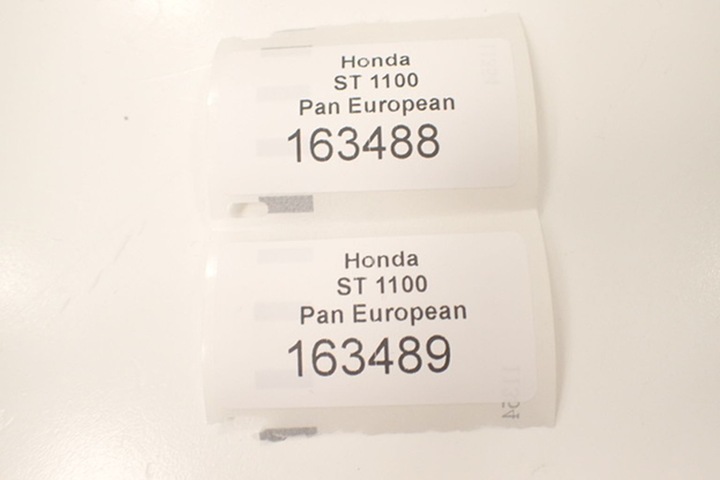 Honda
ST 1100
Pan European
163488
Honda
ST 1100
Pan European
163489